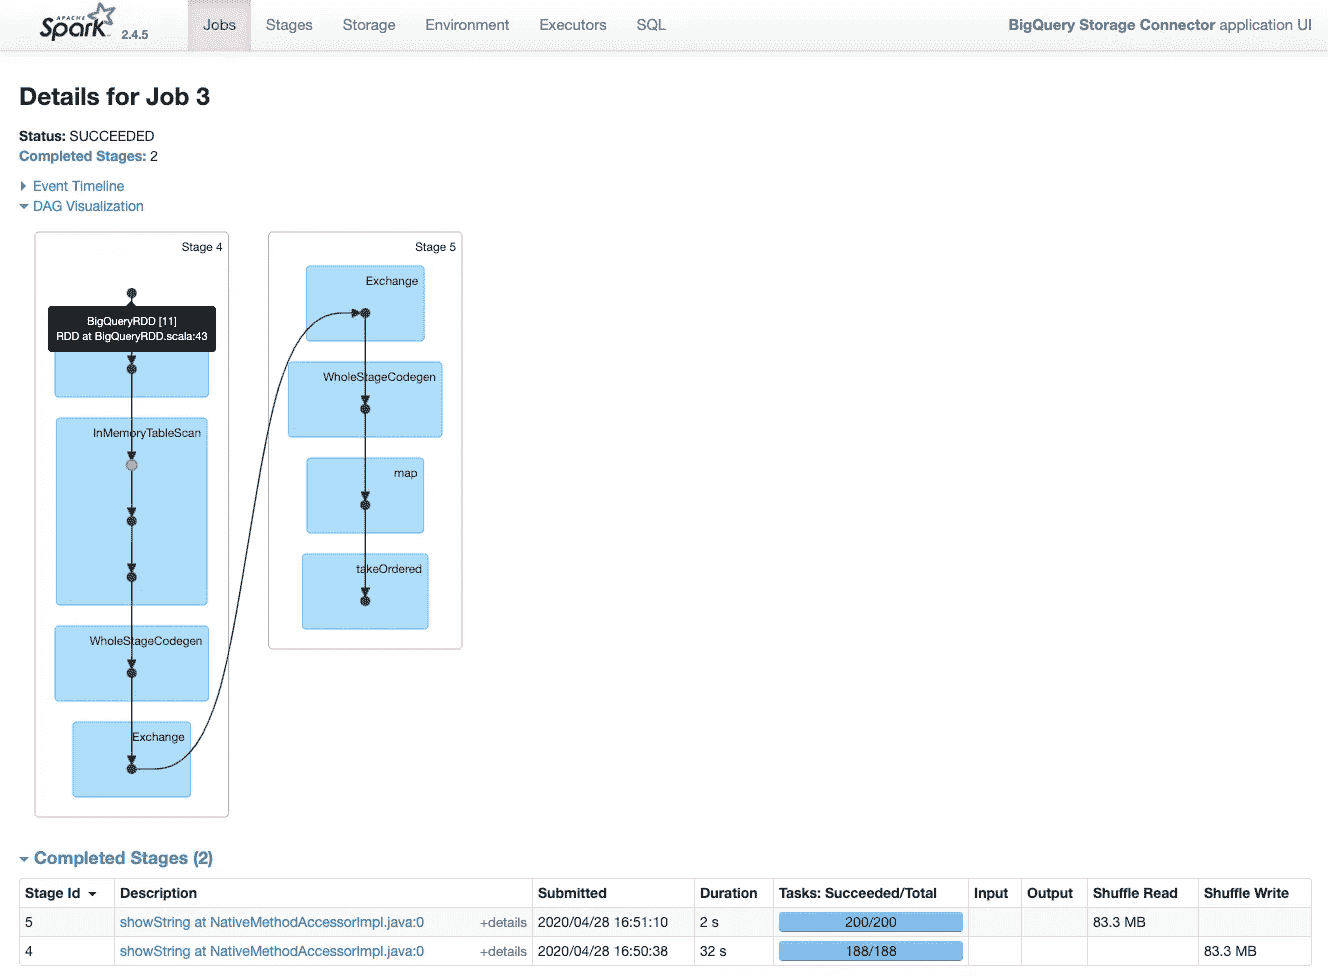 APACHE
Spark 2.4.5 Jobs Stages Storage Environment Executors SQL BigQuery Storage Connector application UI
Details for Job 3
Status: SUCCEEDED
Completed Stages: 2
Event Timeline
DAG Visualization
Stage 4
BigQueryRDD [11]
RDD at BigQueryRDD.scala:43
InMemoryTableScan
WholeStageCodegen
Exchange
Stage 5
Exchange
WholeStageCodegen
map
takeOrdered
Completed Stages (2)
Stage Id Description Submitted Duration Tasks: Succeeded/Total Input Output Shuffle Read Shuffle Write
5 showString at NativeMethodAccessorImpl.java:0 +details 2020/04/28 16:51:10 2 s 200/200 83.3 MB
4 showString at NativeMethodAccessorImpl.java:0 +details 2020/04/28 16:50:38 32 s 188/188 83.3 MB